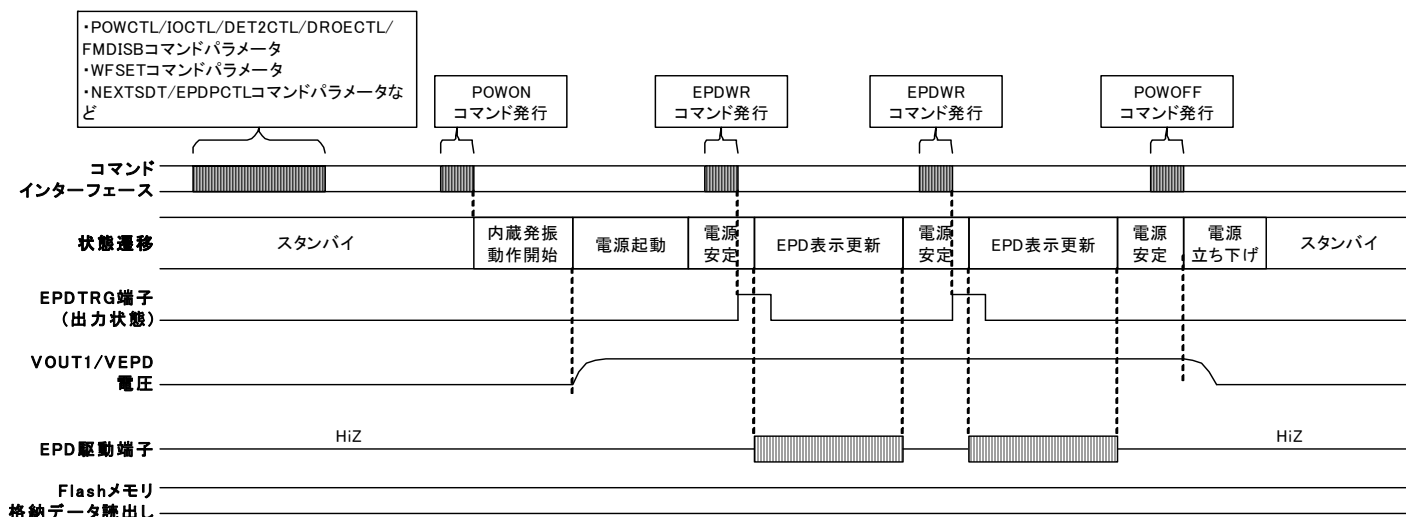 ・POWCTL/IOCTL/DET2CTL/DROECTL/
FMDISBコマンドパラメータ
・WFSETコマンドパラメータ
・NEXTSDT/EPDPCTLコマンドパラメータな
ど
POWON
コマンド発行
EPDWR
コマンド発行
EPDWR
コマンド発行
POWOFF
コマンド発行
コマンド
インターフェース
状態遷移
スタンバイ
内蔵発振
動作開始
電源起動
電源
安定
EPD表示更新
電源
安定
EPD表示更新
電源
安定
電源
立ち下げ
スタンバイ
EPDTRG端子
(出力状態)
VOUT1/VEPD
電圧
EPD駆動端子
HiZ
HiZ
Flashメモリ
格納データ読出し